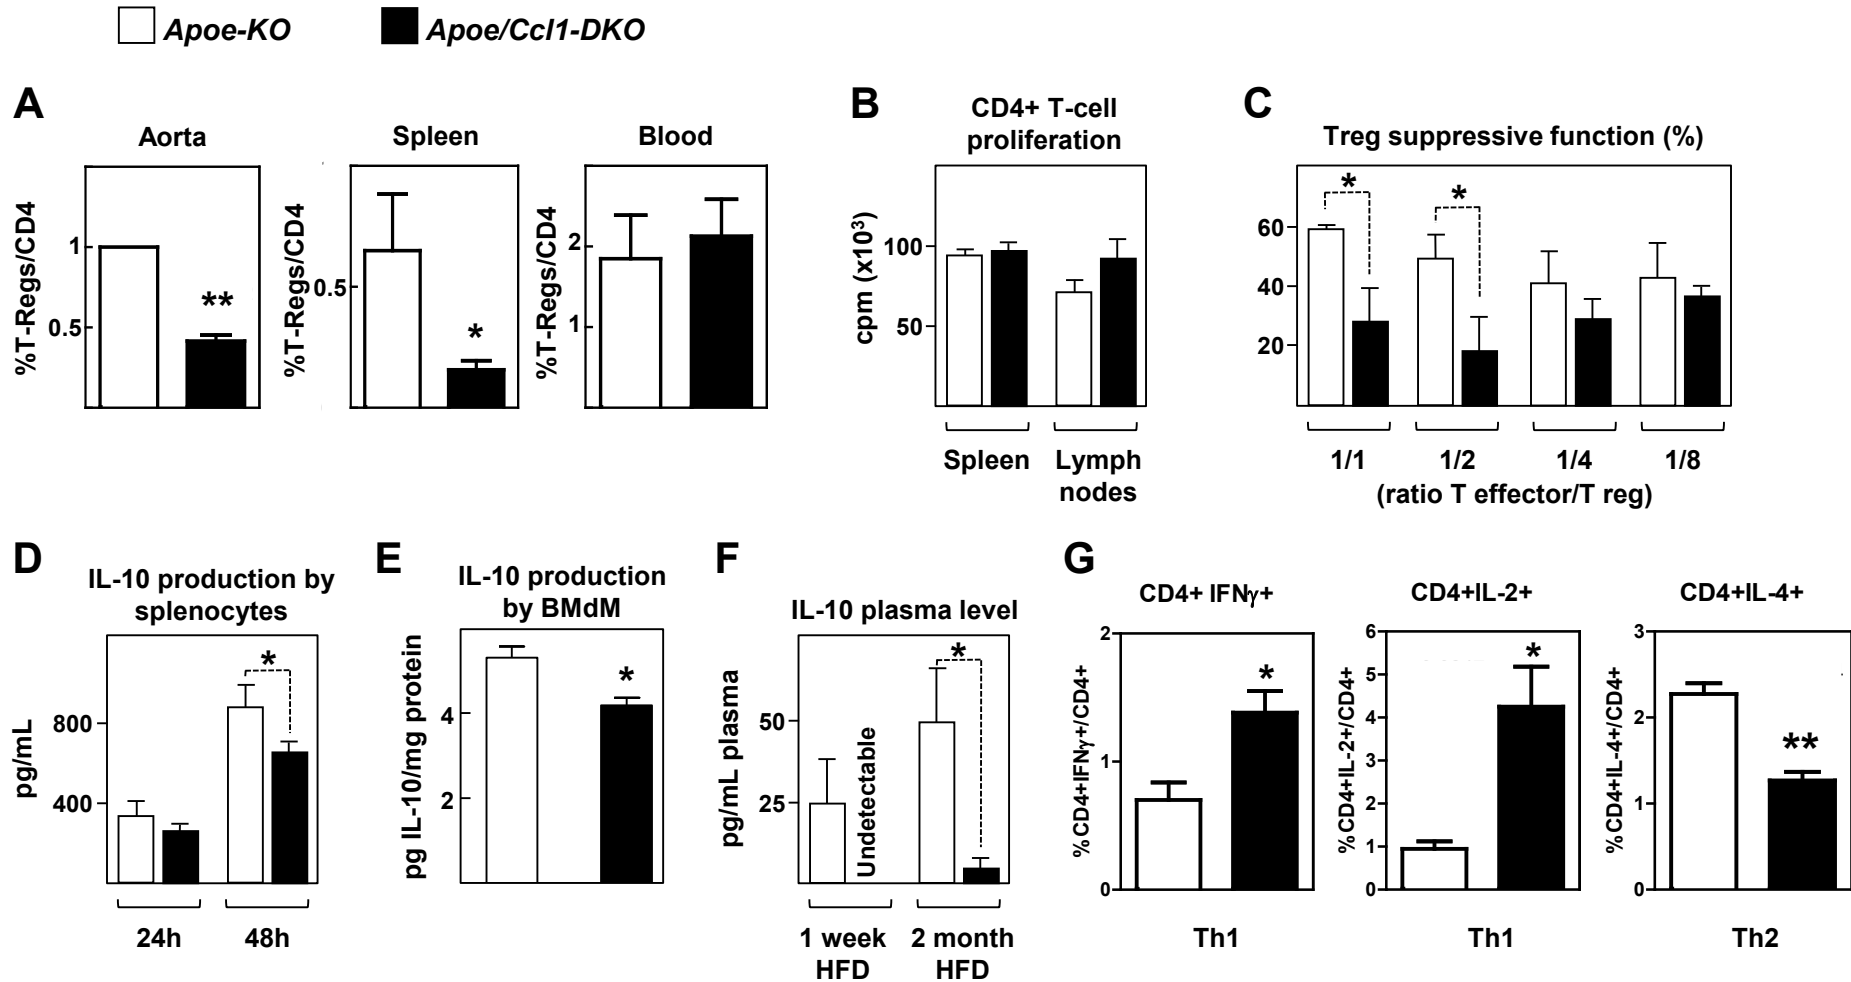 Apoe-KO
Apoe/Ccl1-DKO
A
Aorta
%T-Regs/CD4
1
0.5
**
Spleen
%T-Regs/CD4
0.5
*
Blood
%T-Regs/CD4
2
1
B
CD4+ T-cell
proliferation
cpm (x10³)
100
50
Spleen
Lymph
nodes
C
Treg suppressive function (%)
60
40
20
*
*
1/1
1/2
1/4
1/8
(ratio T effector/T reg)
D
IL-10 production by
splenocytes
pg/mL
800
400
*
24h
48h
E
IL-10 production
by BMdM
pg IL-10/mg protein
4
2
*
F
IL-10 plasma level
pg/mL plasma
50
25
Undetectable
*
1 week
HFD
2 month
HFD
G
CD4+ IFNγ+
%CD4+IFNγ+/CD4+
2
1
0
*
Th1
CD4+IL-2+
%CD4+IL-2+/CD4+
6
5
4
3
2
1
0
*
Th1
CD4+IL-4+
%CD4+IL-4+/CD4+
3
2
1
0
**
Th2